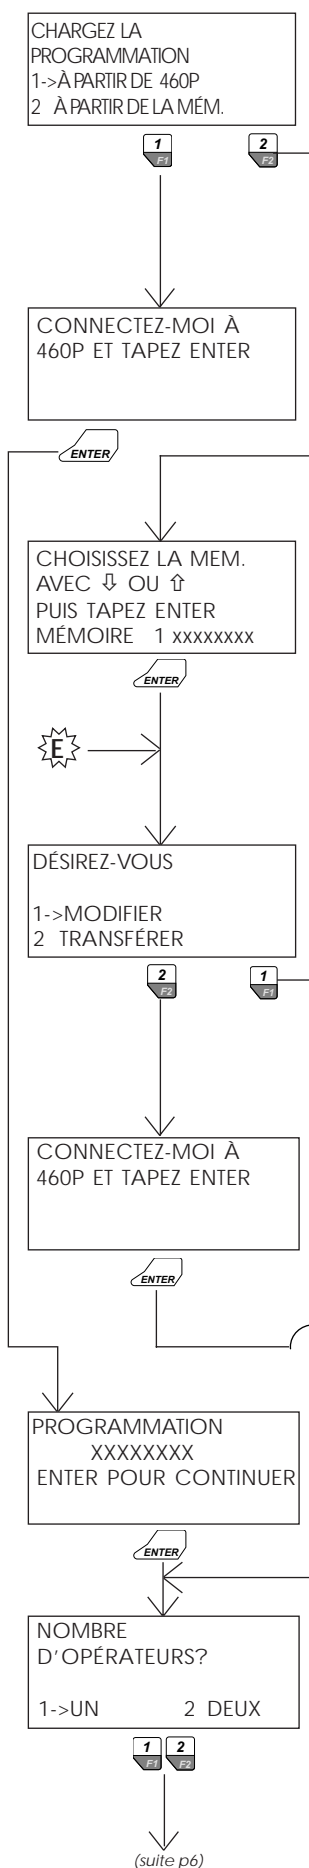 CHARGEZ LA
PROGRAMMATION
1->À PARTIR DE 460P
2 À PARTIR DE LA MÉM.
1 2
F1 F2
CONNECTEZ-MOI À
460P ET TAPEZ ENTER
ENTER
CHOISISSEZ LA MEM.
AVEC ⇩ OU ⇧
PUIS TAPEZ ENTER
MÉMOIRE 1 xxxxxxxx
ENTER
E
DÉSIREZ-VOUS
1->MODIFIER
2 TRANSFÉRER
2 1
F2 F1
CONNECTEZ-MOI À
460P ET TAPEZ ENTER
ENTER
PROGRAMMATION
XXXXXXXX
ENTER POUR CONTINUER
ENTER
NOMBRE
D'OPÉRATEURS?
1->UN 2 DEUX
1 2
F1 F2
(suite p6)